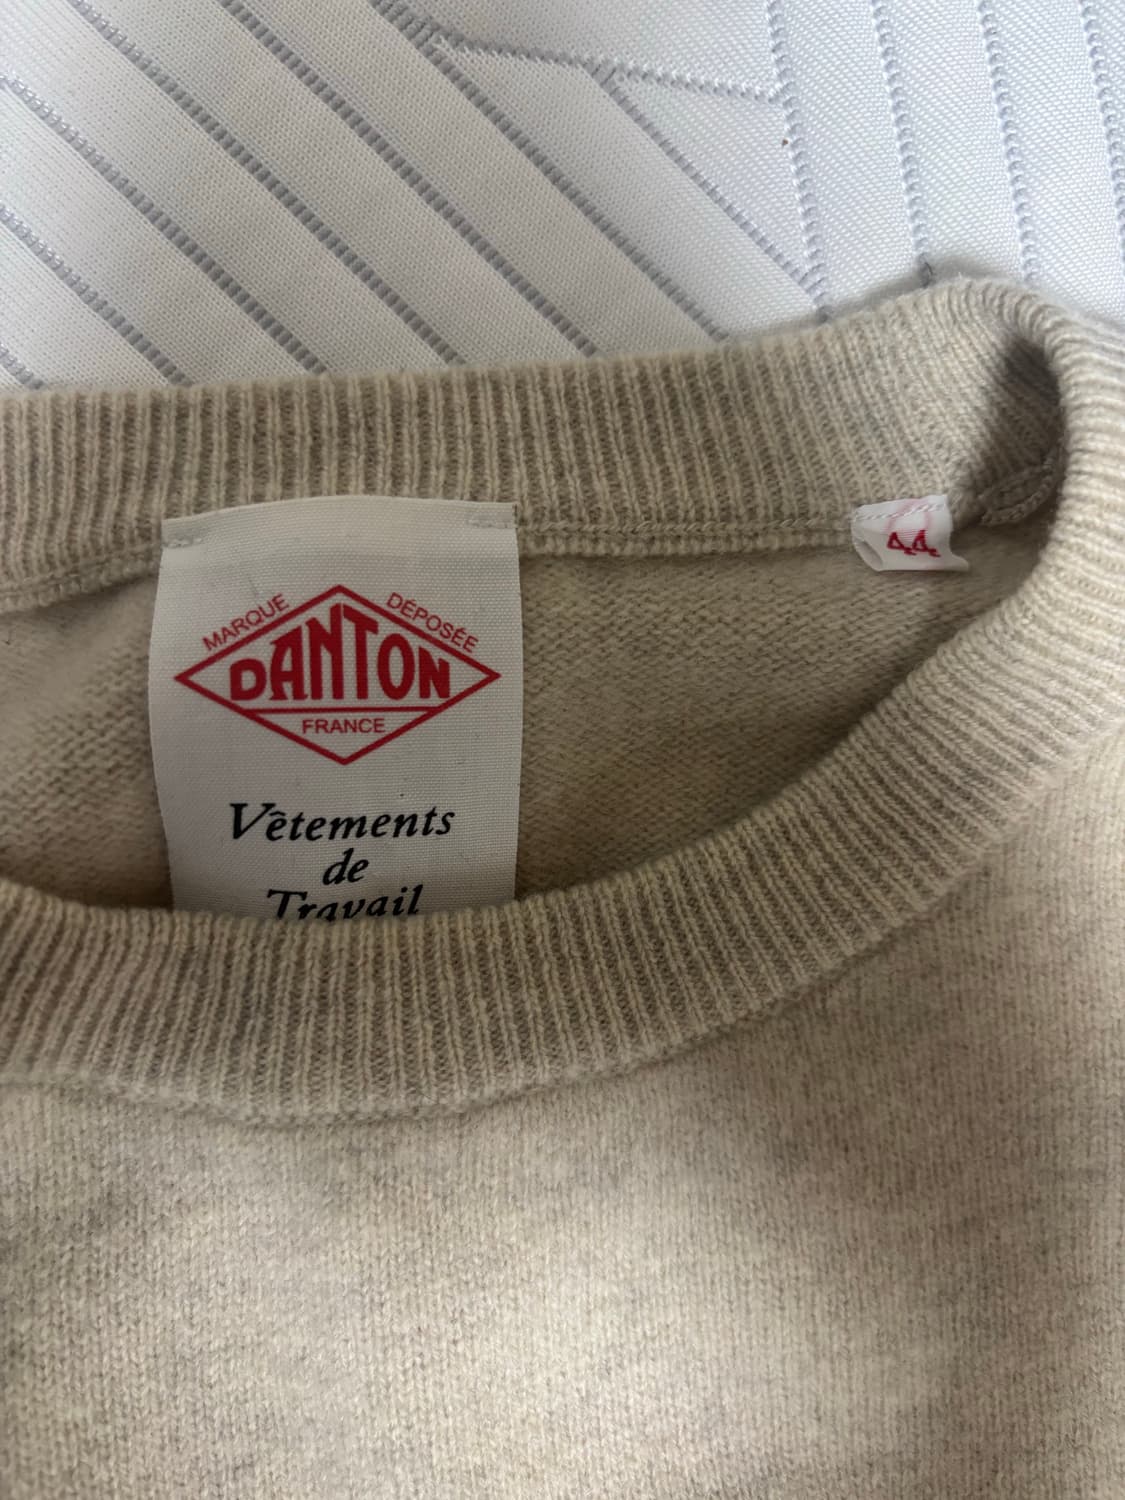 MARQUE DÉPOSÉE
DANTON
FRANCE
Vêtements
de
Travail
44